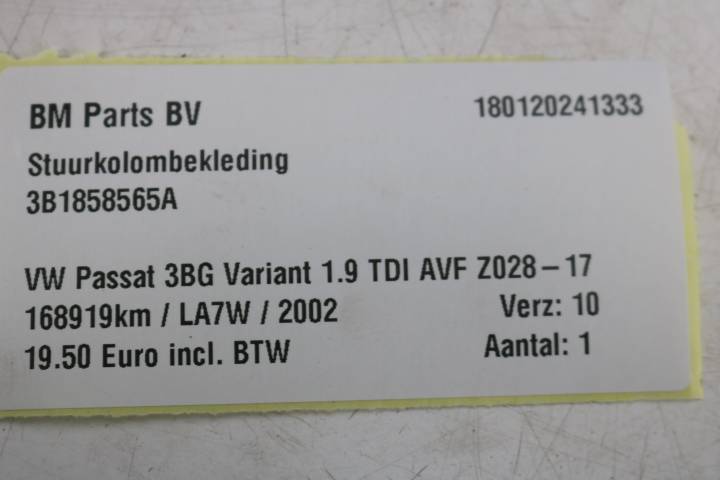 BM Parts BV 180120241333
Stuurkolombekleding
3B1858565A
VW Passat 3BG Variant 1.9 TDI AVF Z028-17
168919km / LA7W / 2002 Verz: 10
19.50 Euro incl. BTW Aantal: 1